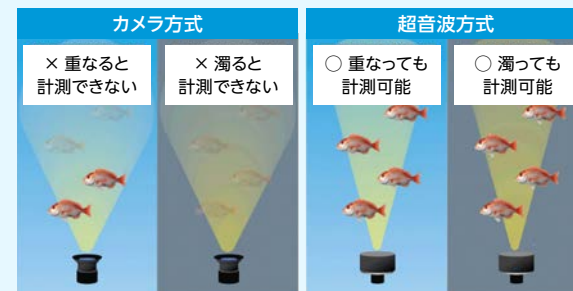 カメラ方式
× 重なると
計測できない
× 濁ると
計測できない
超音波方式
○ 重なっても
計測可能
○ 濁っても
計測可能